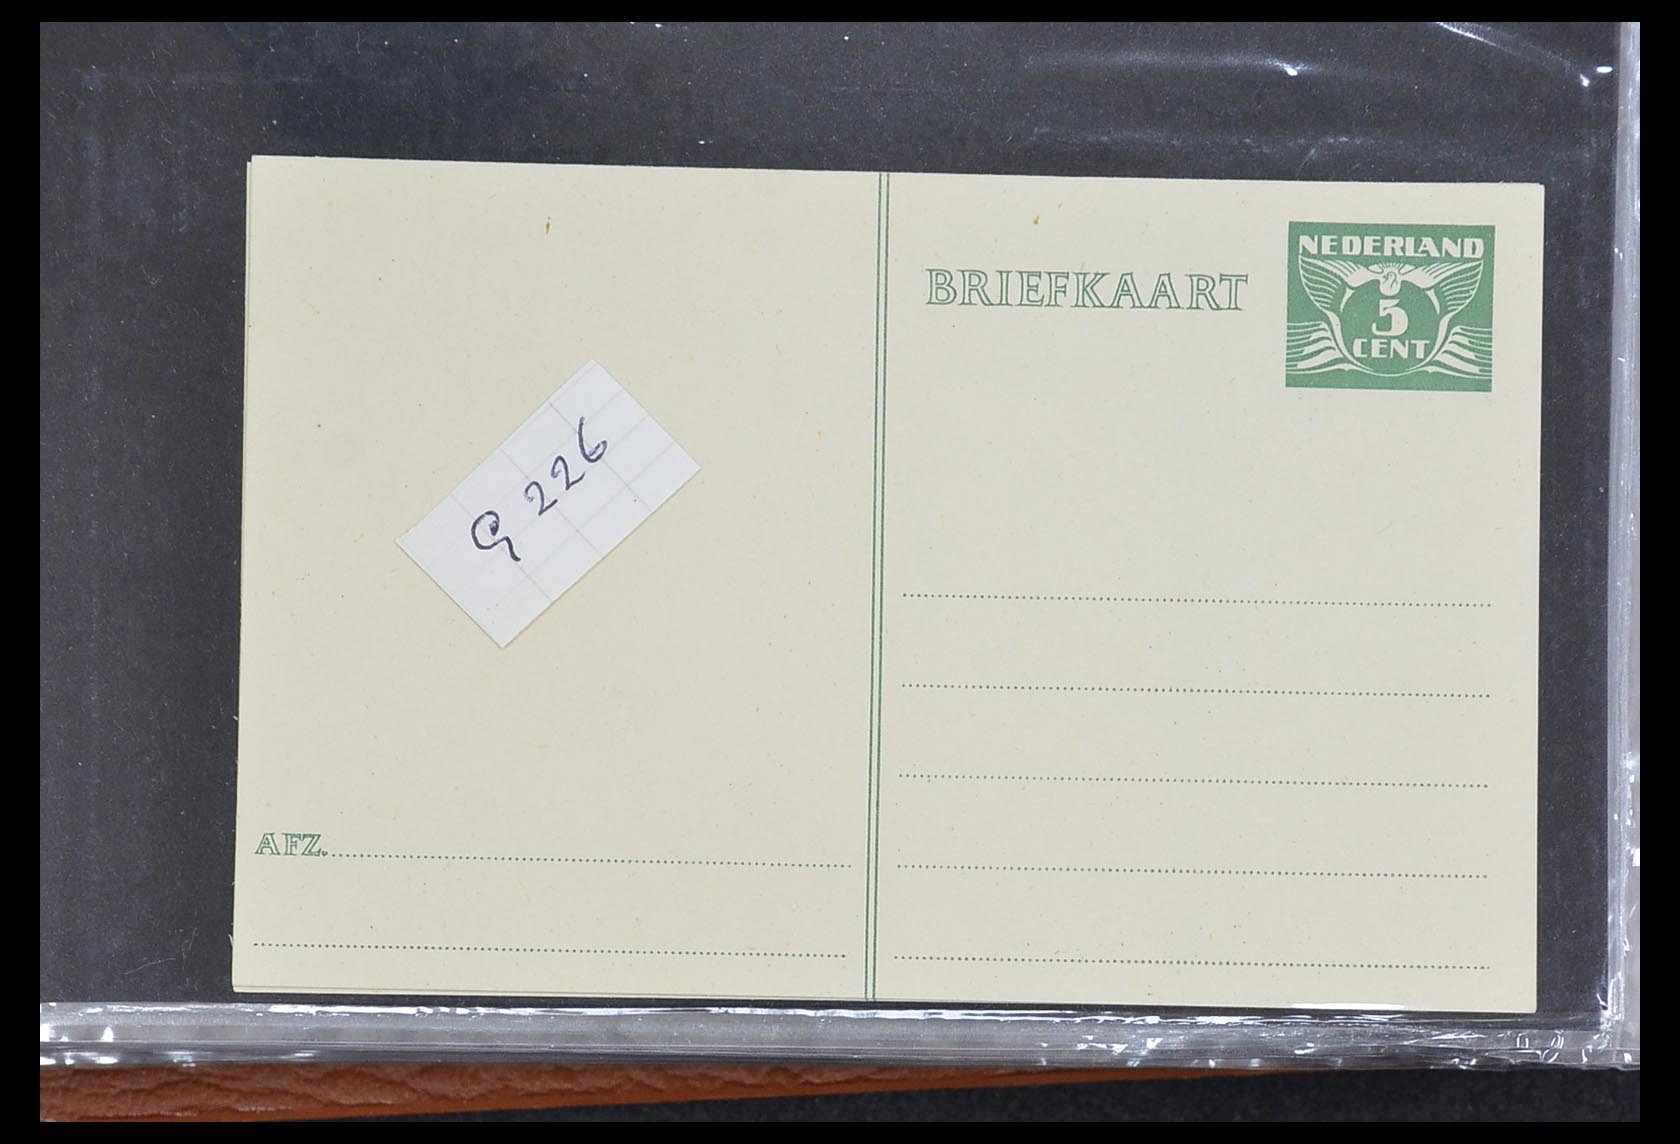 BRIEFKAART
NEDERLAND
5
CENT
G 226
AFZ.